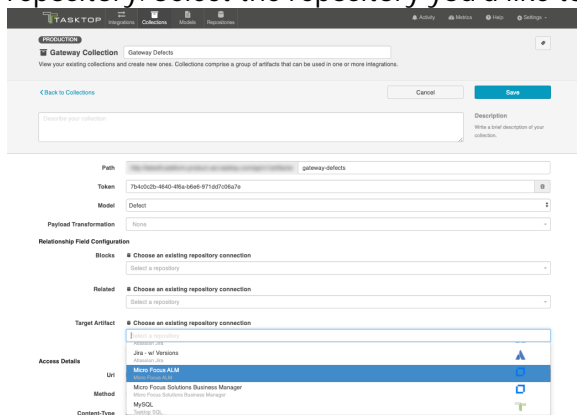 repository. Select the repository you'd like to
TASKTOP
Integrations
Collections
Models
Repositories
Activity
Metrics
Help
Settings
PRODUCTION
Gateway Collection
Gateway Defects
View your existing collections and create new ones. Collections comprise a group of artifacts that can be used in one or more integrations.
Back to Collections
Cancel
Save
Describe your collection
Description
Write a brief description of your
collection.
Path
gateway-defects
Token
7b4c0c2b-4640-4f6a-b6e6-971dd7c06a7e
Model
Defect
Payload Transformation
None
Relationship Field Configuration
Blocks
Choose an existing repository connection
Select a repository
Related
Choose an existing repository connection
Select a repository
Target Artifact
Choose an existing repository connection
Select a repository
Atlassian Jira
Jira - w/ Versions
Atlassian Jira
Access Details
Micro Focus ALM
Micro Focus ALM
Url
Micro Focus Solutions Business Manager
Micro Focus Solutions Business Manager
Method
MySQL
Tasktop SQL
Content-Type